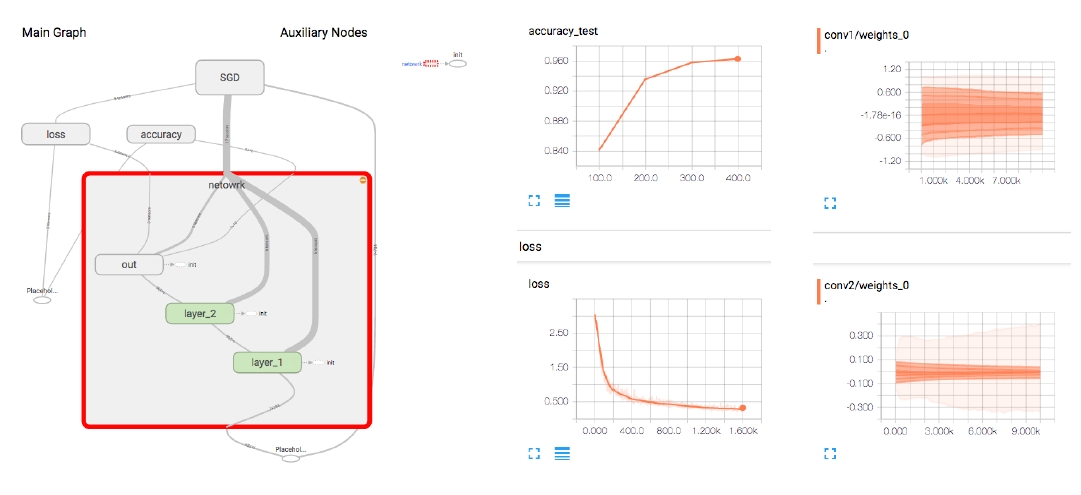 Main Graph
Auxiliary Nodes
SGD
loss
accuracy
netowrk
init
netowrk
out
init
layer_2
init
layer_1
init
Placehol...
Placehol...
accuracy_test
0.960
0.920
0.880
0.840
100.0
200.0
300.0
400.0
loss
loss
2.50
1.50
0.500
0.000
400.0
800.0
1.200k
1.600k
conv1/weights_0
.
1.20
0.600
-1.78e-16
-0.600
-1.20
1.000k
4.000k
7.000k
conv2/weights_0
.
0.300
0.100
-0.100
-0.300
0.000
3.000k
6.000k
9.000k